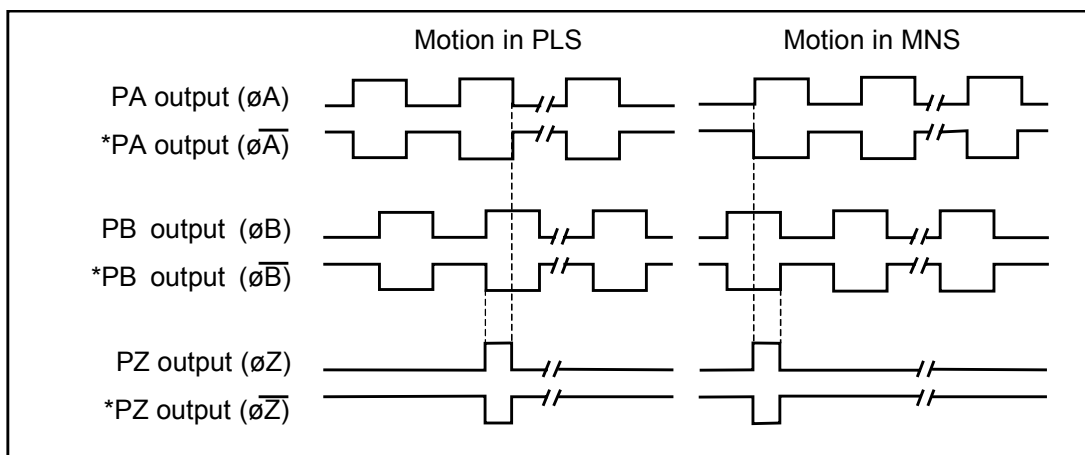 Motion in PLS
Motion in MNS
PA output (øA)
*PA output (øA̅)
PB output (øB)
*PB output (øB̅)
PZ output (øZ)
*PZ output (øZ̅)